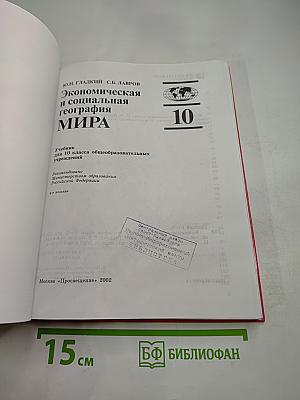 Ю.Н. ГЛАДКИЙ С.Б. ЛАВРОВ
Экономическая
и социальная
география
МИРА
10
Учебник
для 10 класса общеобразовательных
учреждений
Рекомендовано
Министерством образования
Российской Федерации
Москва «Просвещение» 2002
БИБЛИОТЕКА
15 см
БФ БИБЛИОФАН